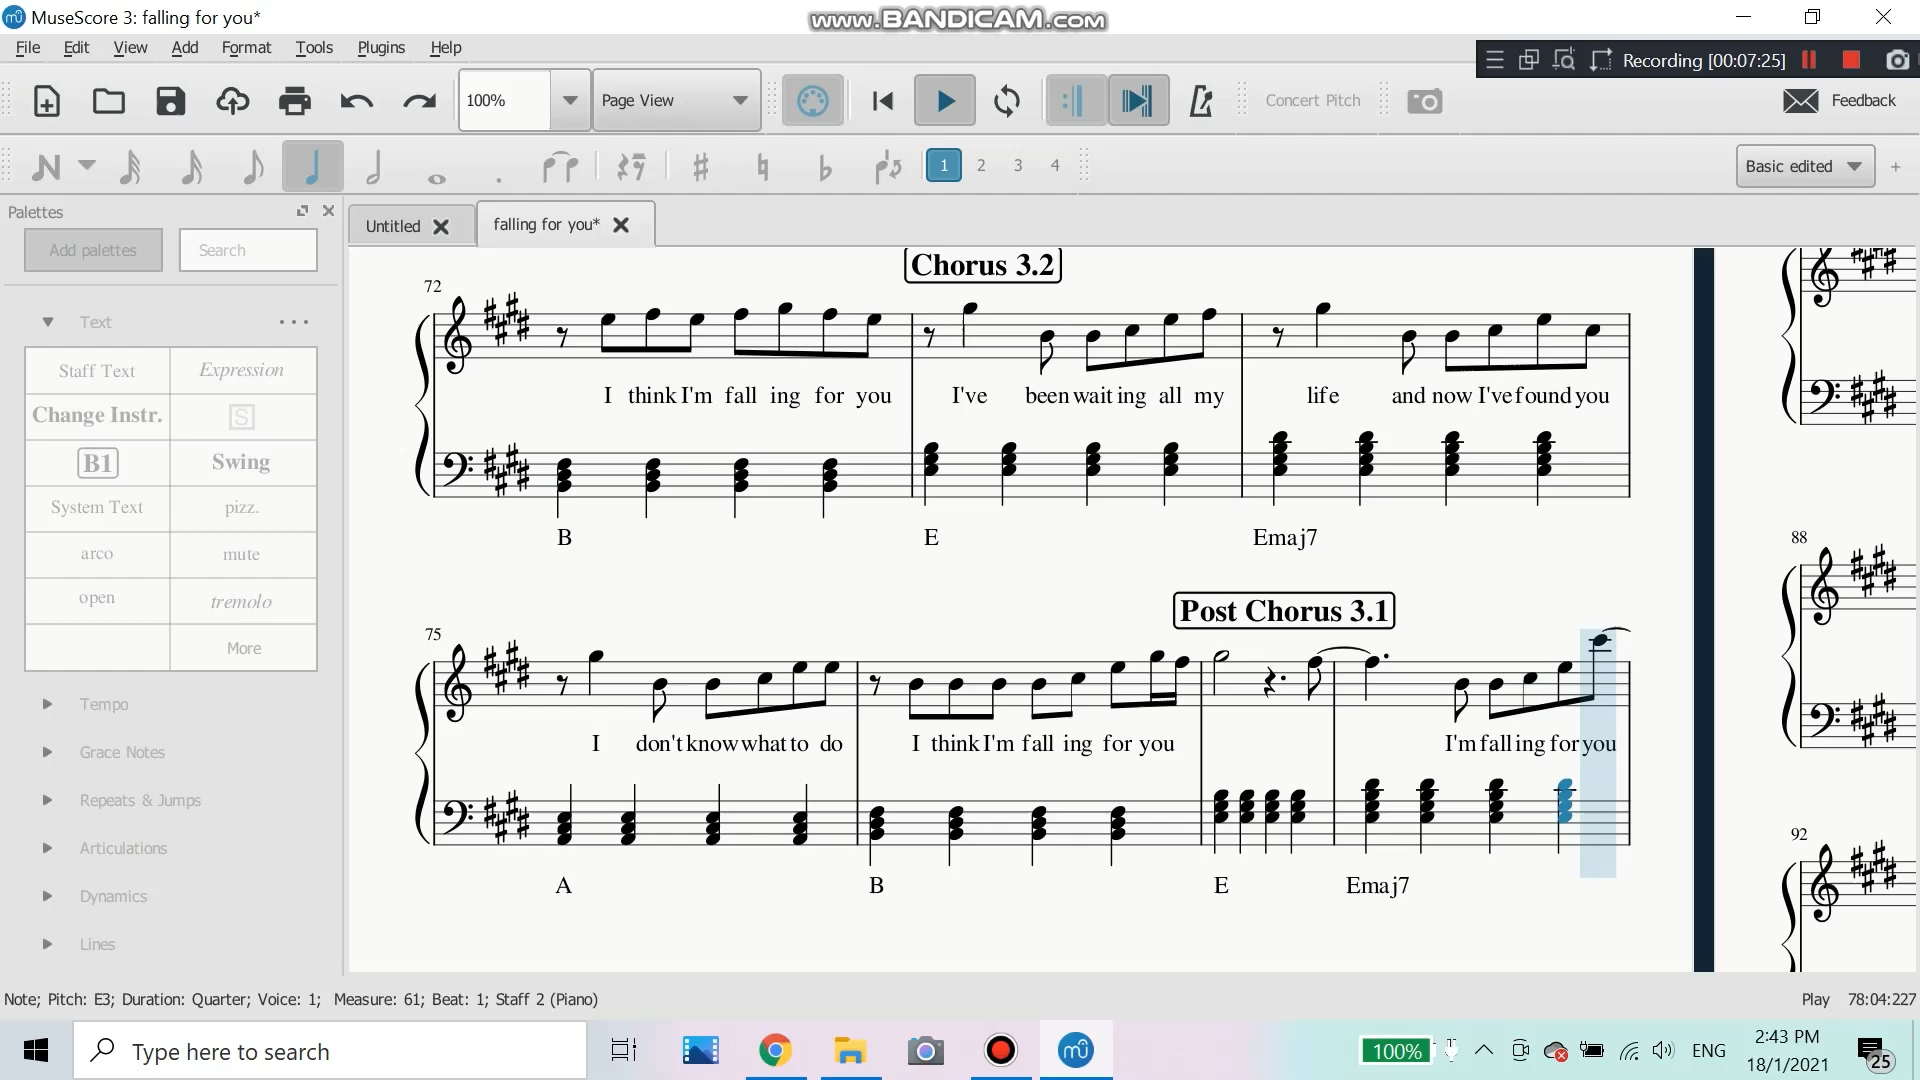 MuseScore 3: falling for you*
www.BANDICAM.com
File Edit View Add Format Tools Plugins Help
Recording [00:07:25]
100% Page View Concert Pitch Feedback
1 2 3 4 Basic edited +
Palettes
Add palettes Search
Untitled falling for you*
Text ...
Staff Text Expression
Change Instr. S
B1 Swing
System Text pizz.
arco mute
open tremolo
More
Tempo
Grace Notes
Repeats & Jumps
Articulations
Dynamics
Lines
Chorus 3.2
72
I think I'm fall ing for you I've been wait ing all my life and now I've found you
B E Emaj7
Post Chorus 3.1
75
I don't know what to do I think I'm fall ing for you I'm fall ing for you
A B E Emaj7
88
92
Note; Pitch: E3; Duration: Quarter; Voice: 1; Measure: 61; Beat: 1; Staff 2 (Piano)
Play 78:04:227
Type here to search
100% ENG
2:43 PM
18/1/2021
25